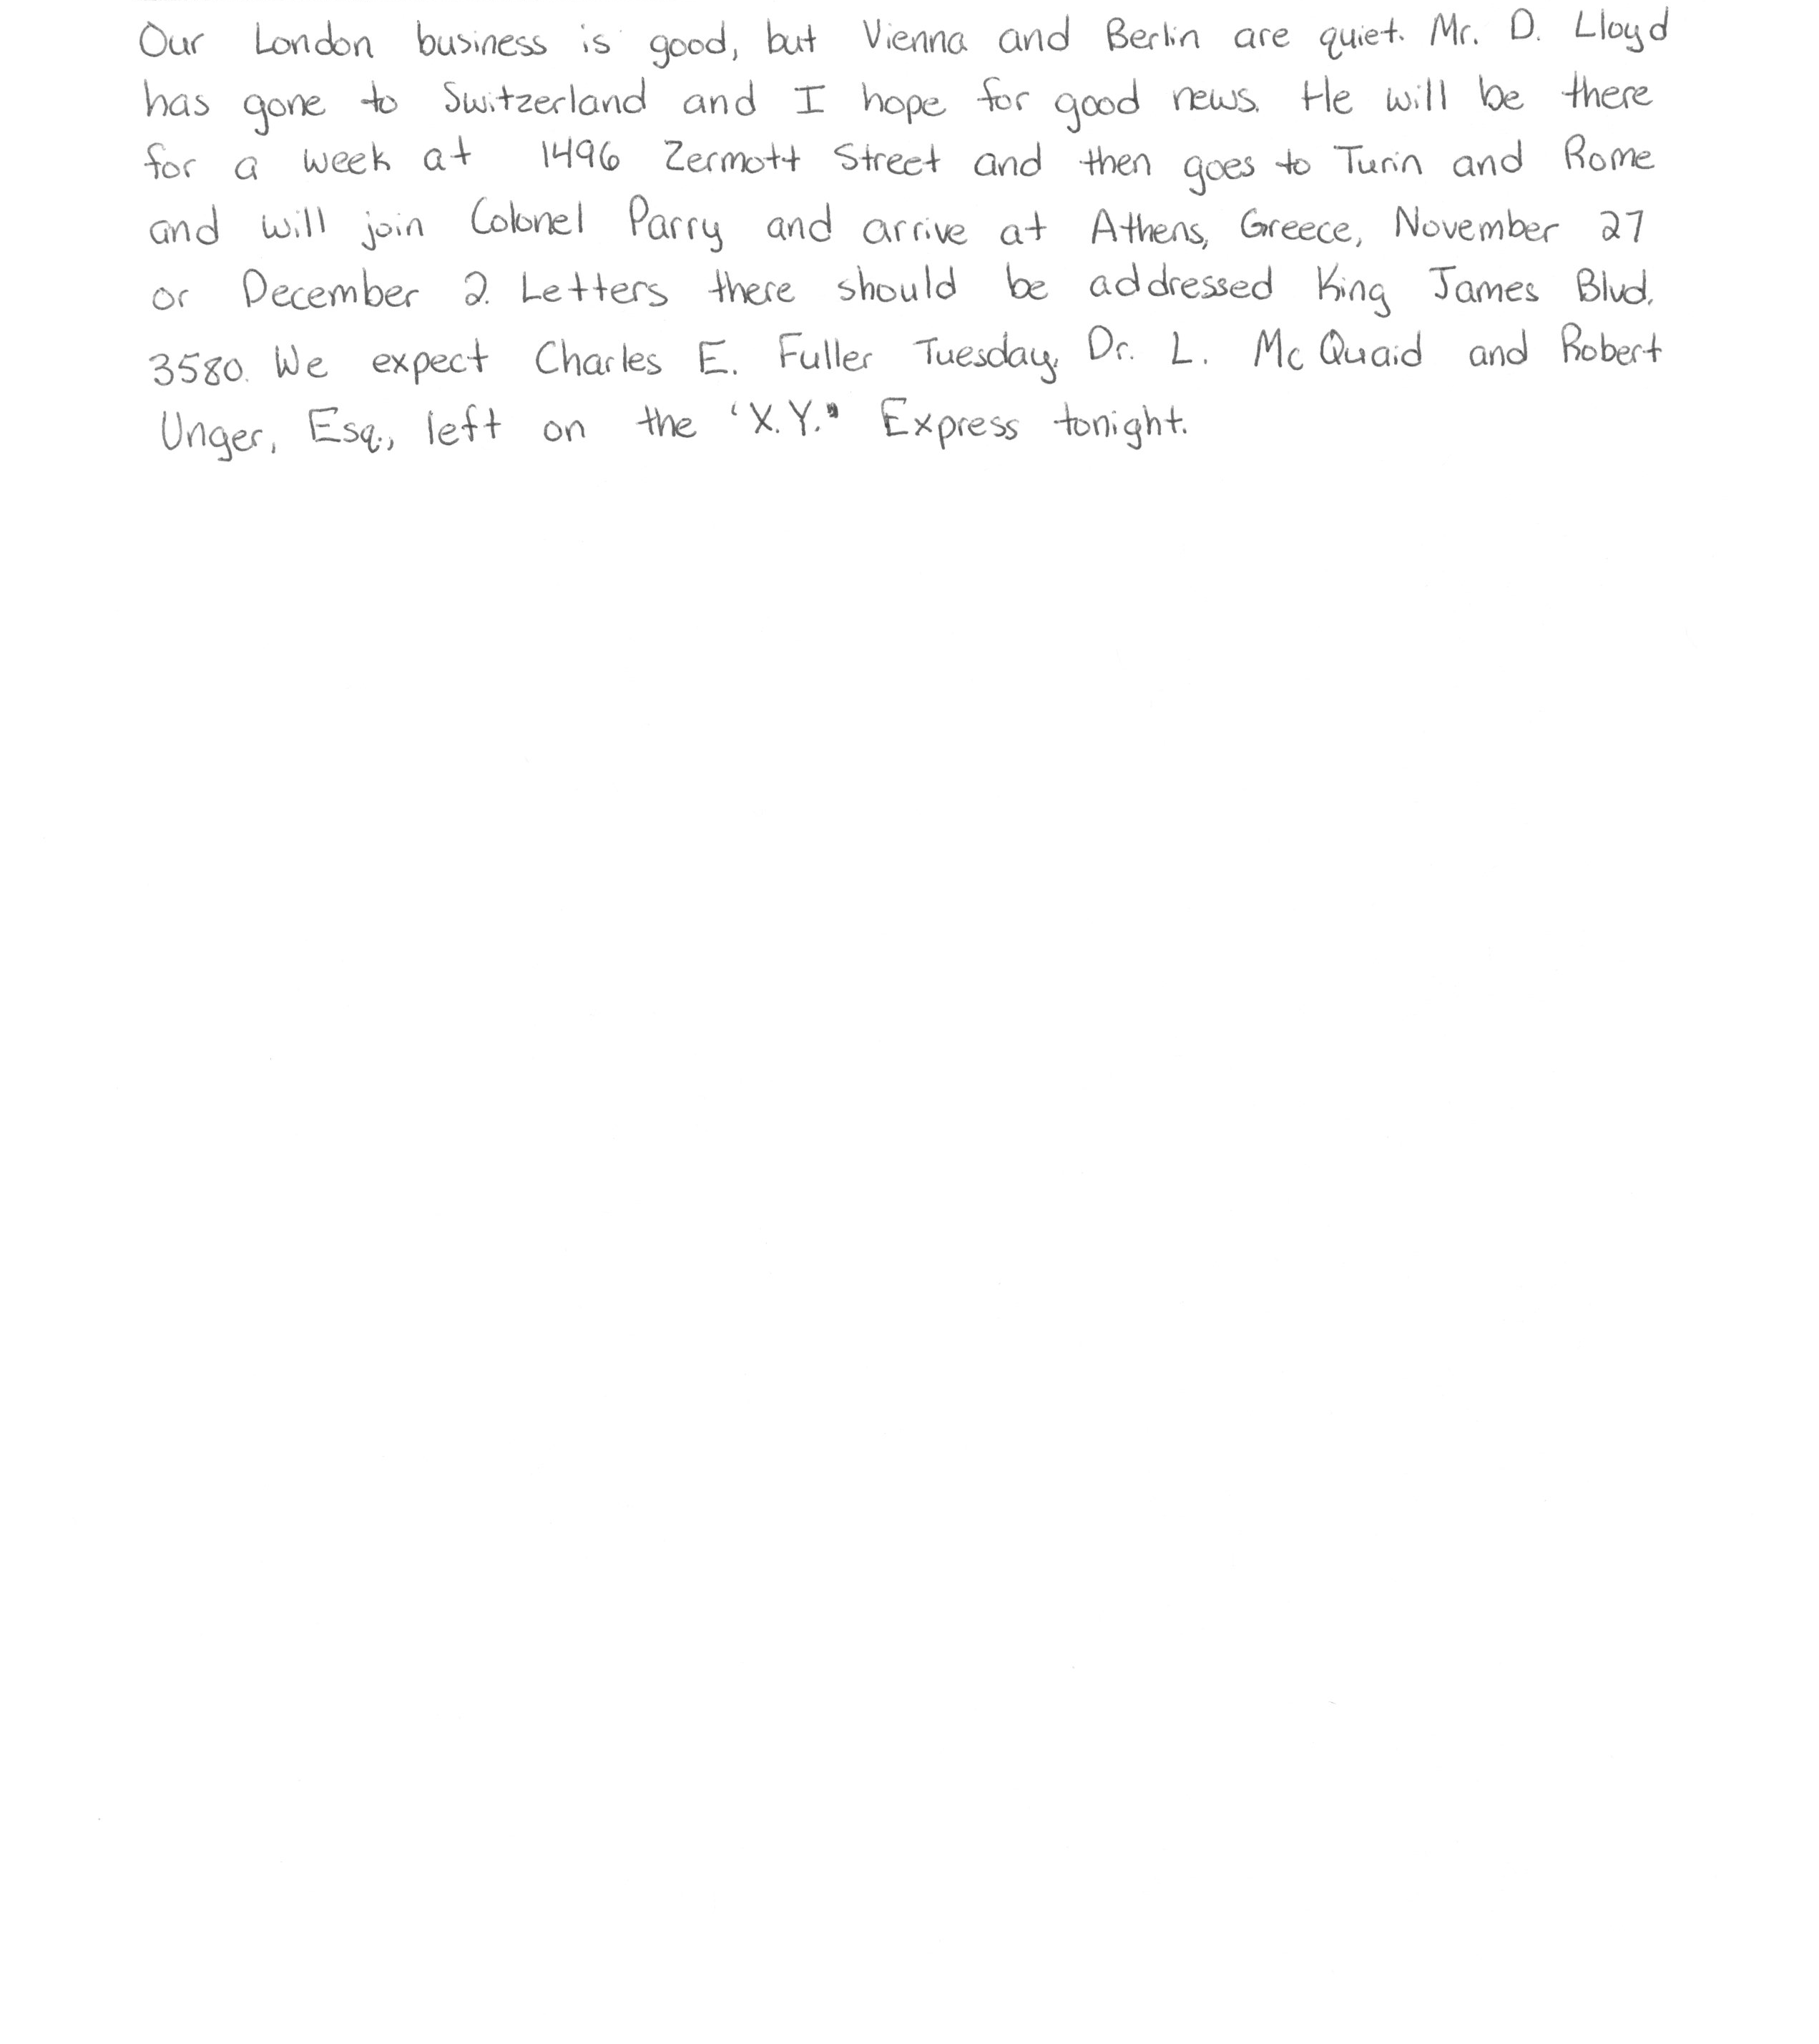 Our London business is good, but Vienna and Berlin are quiet. Mr. D. Lloyd
has gone to Switzerland and I hope for good news. He will be there
for a week at 1496 Zermott Street and then goes to Turin and Rome
and will join Colonel Parry and arrive at Athens, Greece, November 27
or December 2. Letters there should be addressed King James Blvd.
3580. We expect Charles E. Fuller Tuesday. Dr. L. McQuaid and Robert
Unger, Esq., left on the "X.Y." Express tonight.